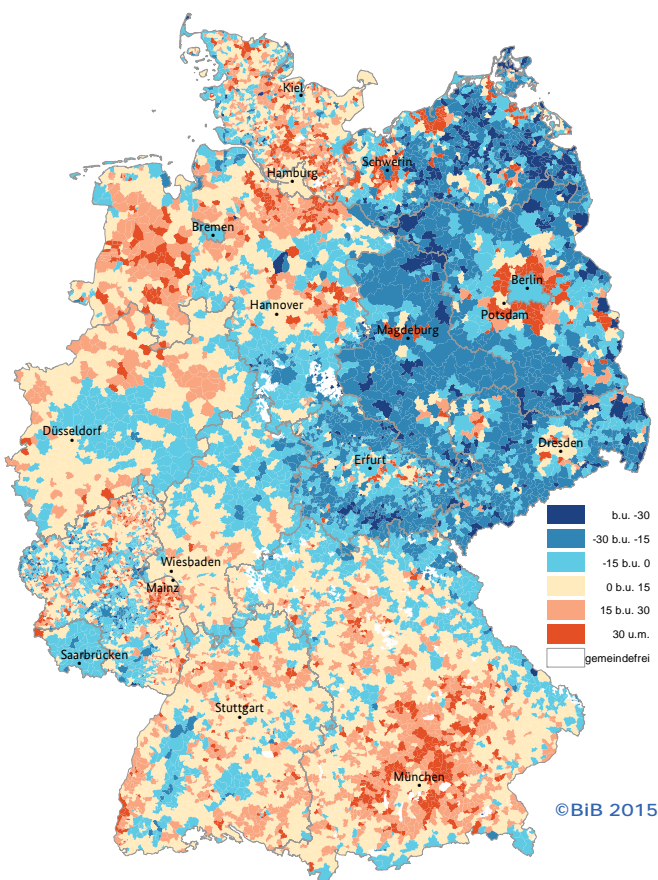 Kiel
Schwerin
Hamburg
Bremen
Berlin
Hannover
Potsdam
Magdeburg
Düsseldorf
Dresden
Erfurt
Wiesbaden
Mainz
Saarbrücken
Stuttgart
München
b.u. -30
-30 b.u. -15
-15 b.u. 0
0 b.u. 15
15 b.u. 30
30 u.m.
gemeindefrei
©BiB 2015